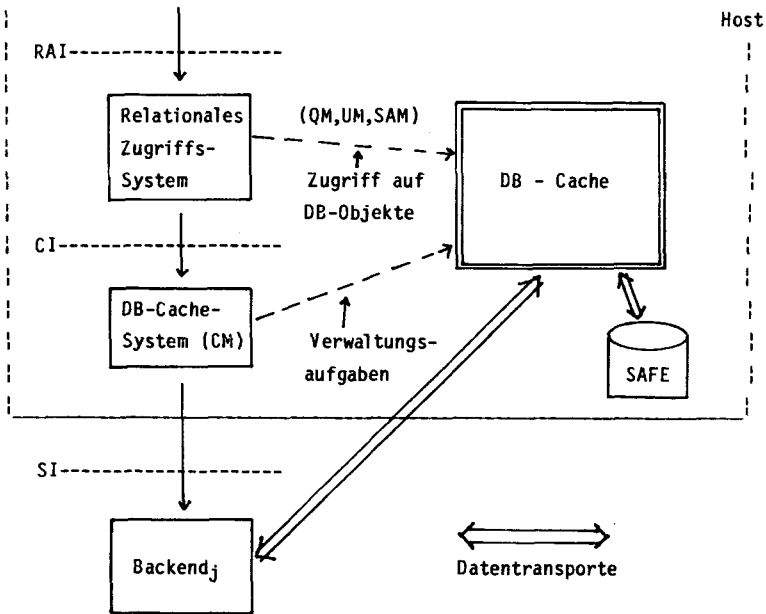 Host
RAI
Relationales
Zugriffs-
System
(QM,UM,SAM)
Zugriff auf
DB-Objekte
DB - Cache
CI
DB-Cache-
System (CM)
Verwaltungs-
aufgaben
SAFE
SI
Backendj
Datentransporte